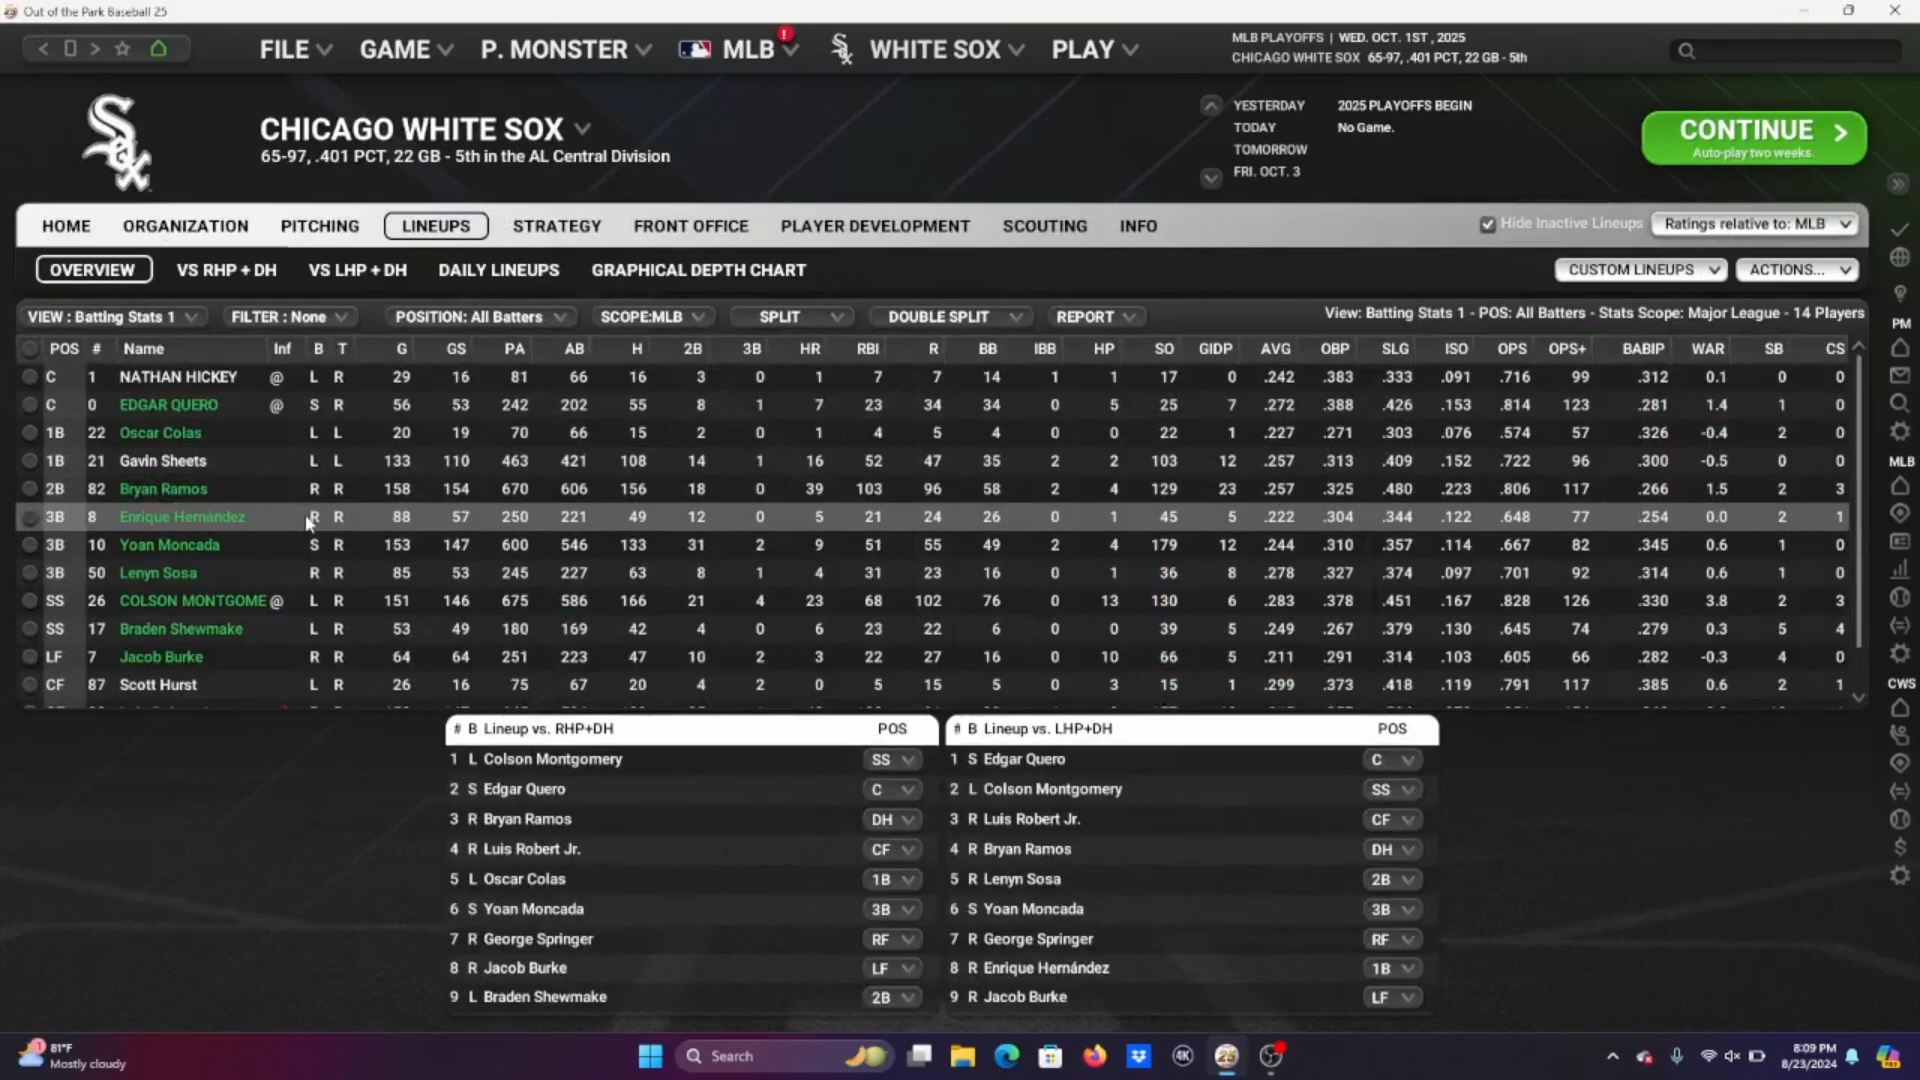 Out of the Park Baseball 25
FILE GAME P. MONSTER MLB ! WHITE SOX PLAY
MLB PLAYOFFS | WED. OCT. 1ST , 2025
CHICAGO WHITE SOX 65-97, .401 PCT, 22 GB - 5th
CHICAGO WHITE SOX
65-97, .401 PCT, 22 GB - 5th in the AL Central Division
YESTERDAY 2025 PLAYOFFS BEGIN
TODAY No Game.
TOMORROW
FRI. OCT. 3
CONTINUE
Auto-play two weeks.
HOME ORGANIZATION PITCHING LINEUPS STRATEGY FRONT OFFICE PLAYER DEVELOPMENT SCOUTING INFO Hide Inactive Lineups Ratings relative to: MLB
OVERVIEW VS RHP + DH VS LHP + DH DAILY LINEUPS GRAPHICAL DEPTH CHART CUSTOM LINEUPS ACTIONS...
VIEW : Batting Stats 1 FILTER : None POSITION: All Batters SCOPE:MLB SPLIT DOUBLE SPLIT REPORT View: Batting Stats 1 - POS: All Batters - Stats Scope: Major League - 14 Players
POS # Name Inf B T G GS PA AB H 2B 3B HR RBI R BB IBB HP SO GIDP AVG OBP SLG ISO OPS OPS+ BABIP WAR SB CS
C 1 NATHAN HICKEY @ L R 29 16 81 66 16 3 0 1 7 7 14 1 1 17 0 .242 .383 .333 .091 .716 99 .312 0.1 0 0
C 0 EDGAR QUERO @ S R 56 53 242 202 55 8 1 7 23 34 34 0 5 25 7 .272 .388 .426 .153 .814 123 .281 1.4 1 0
1B 22 Oscar Colas L L 20 19 70 66 15 2 0 1 4 5 4 0 0 22 1 .227 .271 .303 .076 .574 57 .326 -0.4 2 0
1B 21 Gavin Sheets L L 133 110 463 421 108 14 1 16 52 47 35 2 2 103 12 .257 .313 .409 .152 .722 96 .300 -0.5 0 0
2B 82 Bryan Ramos R R 158 154 670 606 156 18 0 39 103 96 58 2 4 129 23 .257 .325 .480 .223 .806 117 .266 1.5 2 3
3B 8 Enrique Hernández R R 88 57 250 221 49 12 0 5 21 24 26 0 1 45 5 .222 .304 .344 .122 .648 77 .254 0.0 2 1
3B 10 Yoan Moncada S R 153 147 600 546 133 31 2 9 51 55 49 2 4 179 12 .244 .310 .357 .114 .667 82 .345 0.6 1 0
3B 50 Lenyn Sosa R R 85 53 245 227 63 8 1 4 31 23 16 0 1 36 8 .278 .327 .374 .097 .701 92 .314 0.6 1 0
SS 26 COLSON MONTGOME @ L R 151 146 675 586 166 21 4 23 68 102 76 0 13 130 6 .283 .378 .451 .167 .828 126 .330 3.8 2 3
SS 17 Braden Shewmake L R 53 49 180 169 42 4 0 6 23 22 6 0 0 39 5 .249 .267 .379 .130 .645 74 .279 0.3 5 4
LF 7 Jacob Burke R R 64 64 251 223 47 10 2 3 22 27 16 0 10 66 5 .211 .291 .314 .103 .605 66 .282 -0.3 4 0
CF 87 Scott Hurst L R 26 16 75 67 20 4 2 0 5 15 5 0 3 15 1 .299 .373 .418 .119 .791 117 .385 0.6 2 1
# B Lineup vs. RHP+DH POS # B Lineup vs. LHP+DH POS
1 L Colson Montgomery SS 1 S Edgar Quero C
2 S Edgar Quero C 2 L Colson Montgomery SS
3 R Bryan Ramos DH 3 R Luis Robert Jr. CF
4 R Luis Robert Jr. CF 4 R Bryan Ramos DH
5 L Oscar Colas 1B 5 R Lenyn Sosa 2B
6 S Yoan Moncada 3B 6 S Yoan Moncada 3B
7 R George Springer RF 7 R George Springer RF
8 R Jacob Burke LF 8 R Enrique Hernández 1B
9 L Braden Shewmake 2B 9 R Jacob Burke LF
PM
MLB
CWS
81°F
Mostly cloudy
Search
4K
25
8:09 PM
8/23/2024